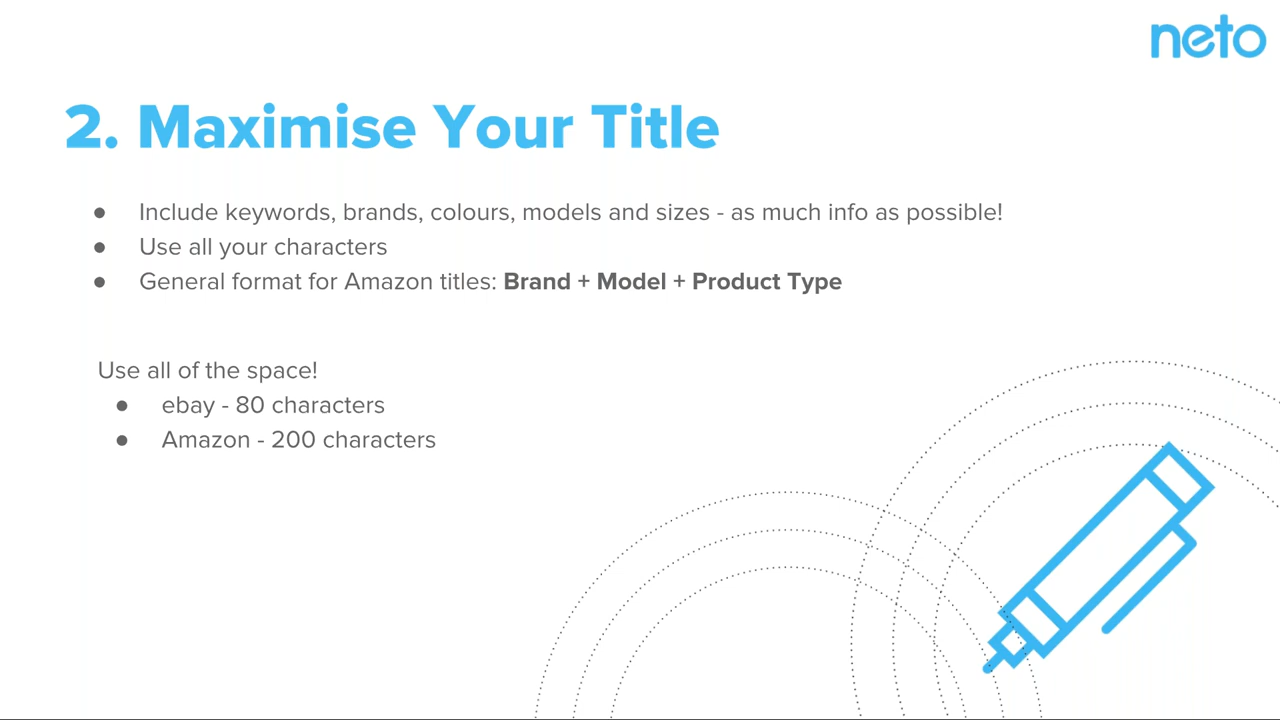 neto
2. Maximise Your Title
● Include keywords, brands, colours, models and sizes - as much info as possible!
● Use all your characters
● General format for Amazon titles: Brand + Model + Product Type
Use all of the space!
● ebay - 80 characters
● Amazon - 200 characters